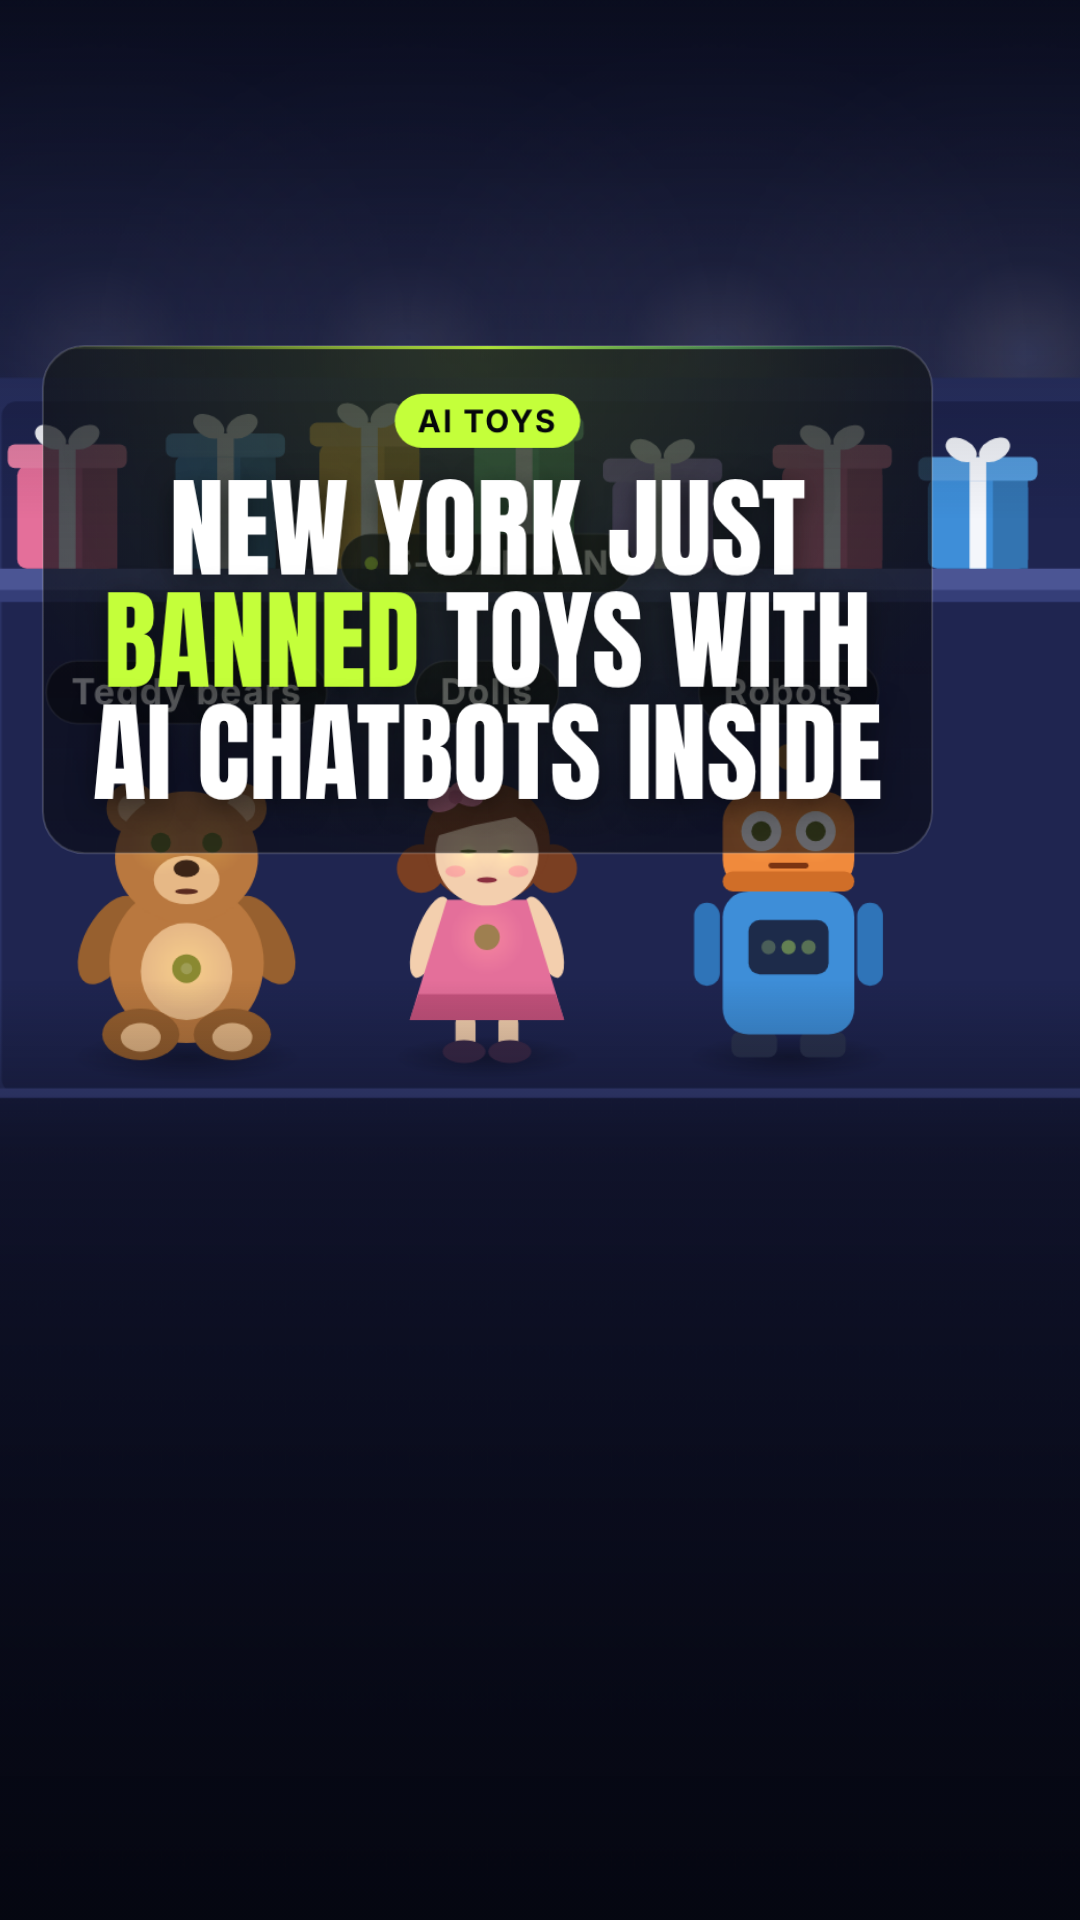 AI TOYS
NEW YORK JUST
BANNED TOYS WITH
AI CHATBOTS INSIDE
Teddy bears
Dolls
Robots